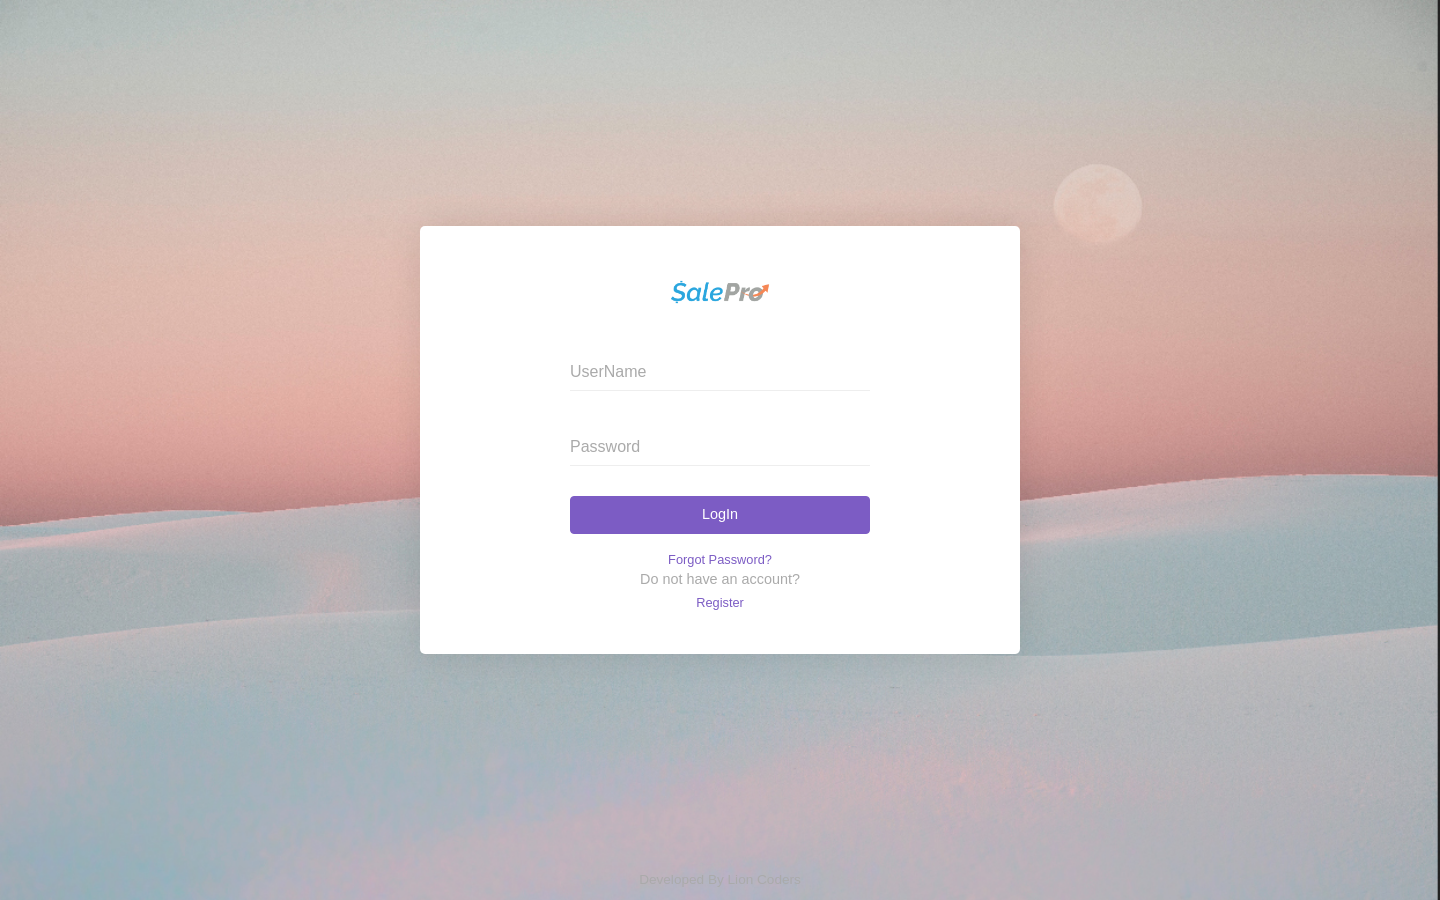 SalePro
UserName
Password
LogIn
Forgot Password?
Do not have an account?
Register
Developed By Lion Coders